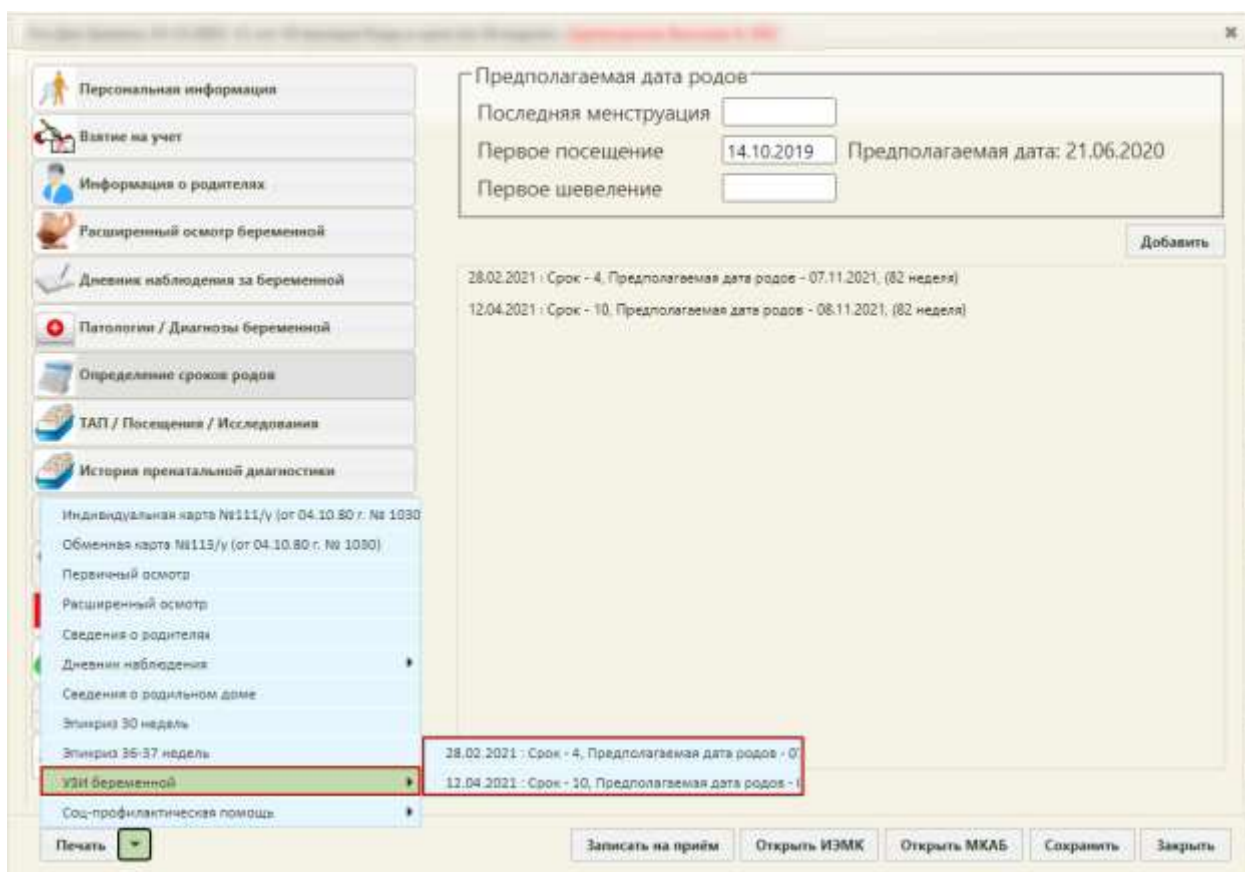 Персональная информация
Взятие на учет
Информация о родителях
Расширенный осмотр беременной
Дневник наблюдения за беременной
Патологии / Диагнозы беременной
Определение сроков родов
ТАП / Посещения / Исследования
История пренатальной диагностики
Предполагаемая дата родов
Последняя менструация
Первое посещение 14.10.2019 Предполагаемая дата: 21.06.2020
Первое шевеление
Добавить
28.02.2021 : Срок - 4, Предполагаемая дата родов - 07.11.2021, (82 неделя)
12.04.2021 : Срок - 10, Предполагаемая дата родов - 08.11.2021, (82 неделя)
Индивидуальная карта №111/у (от 04.10.80 г. № 1030
Обменная карта №113/у (от 04.10.80 г. № 1030)
Первичный осмотр
Расширенный осмотр
Сведения о родителях
Дневник наблюдения
Сведения о родильном доме
Эпикриз 30 недель
Эпикриз 36-37 недель
УЗИ беременной
Соц-профилактическая помощь
28.02.2021 : Срок - 4, Предполагаемая дата родов - 0
12.04.2021 : Срок - 10, Предполагаемая дата родов -
Печать
Записать на приём
Открыть ИЭМК
Открыть МКАБ
Сохранить
Закрыть